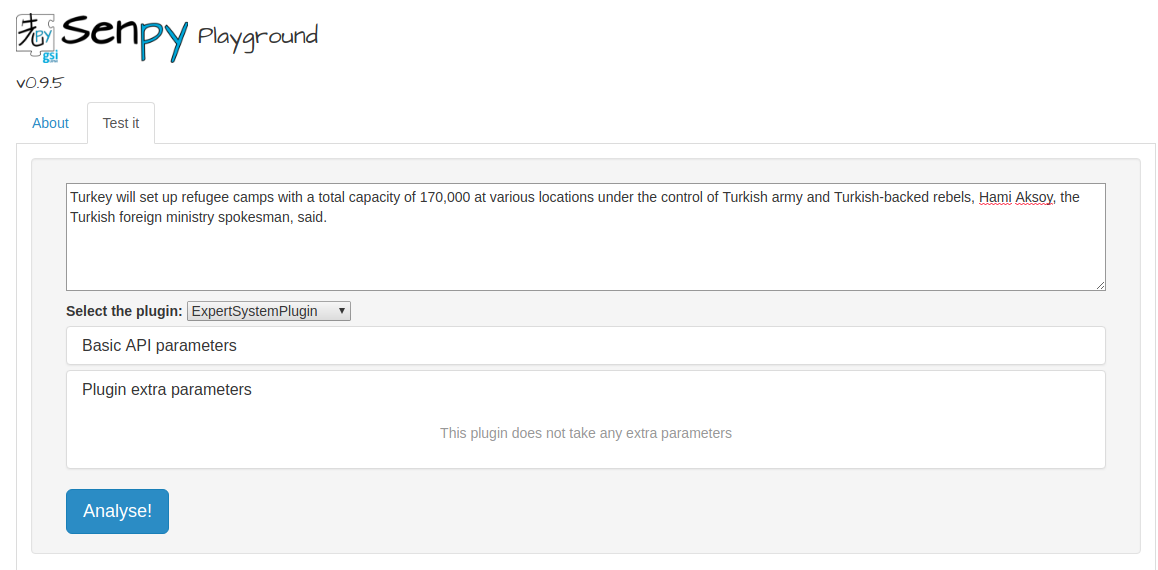 先 PY gsi Senpy Playground
v0.9.5
About Test it
Turkey will set up refugee camps with a total capacity of 170,000 at various locations under the control of Turkish army and Turkish-backed rebels, Hami Aksoy, the
Turkish foreign ministry spokesman, said.
Select the plugin: ExpertSystemPlugin
Basic API parameters
Plugin extra parameters
This plugin does not take any extra parameters
Analyse!